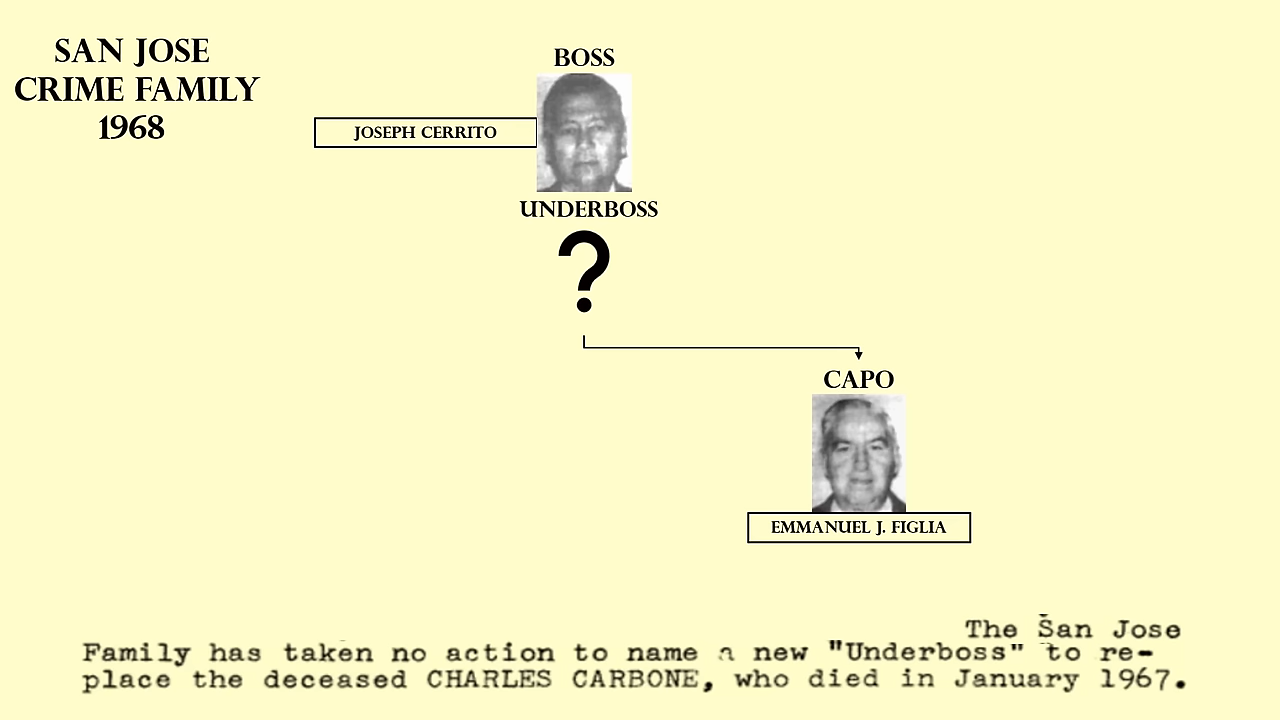 SAN JOSE
CRIME FAMILY
1968
BOSS
JOSEPH CERRITO
UNDERBOSS
?
CAPO
EMMANUEL J. FIGLIA
The San Jose
Family has taken no action to name a new "Underboss" to re-
place the deceased CHARLES CARBONE, who died in January 1967.